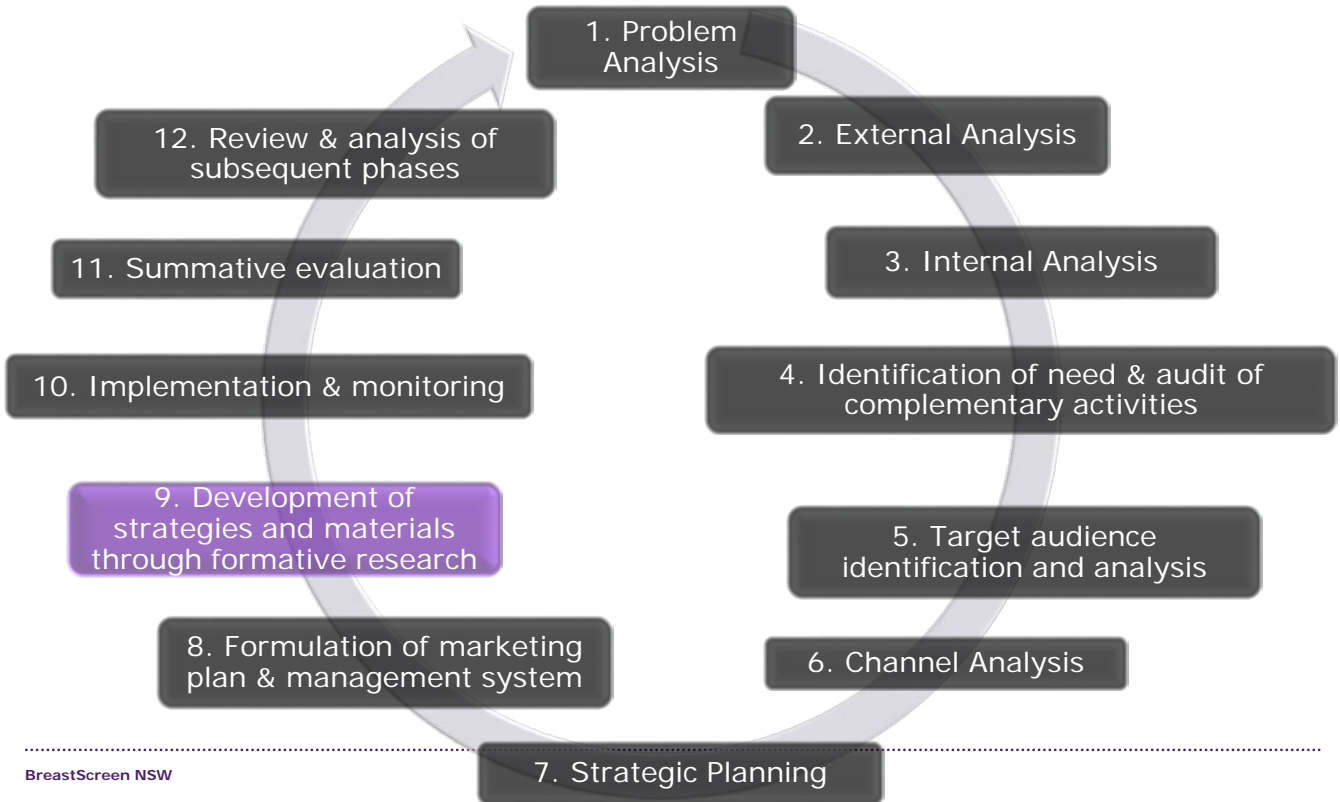 1. Problem
Analysis
2. External Analysis
3. Internal Analysis
4. Identification of need & audit of
complementary activities
5. Target audience
identification and analysis
6. Channel Analysis
7. Strategic Planning
8. Formulation of marketing
plan & management system
9. Development of
strategies and materials
through formative research
10. Implementation & monitoring
11. Summative evaluation
12. Review & analysis of
subsequent phases
BreastScreen NSW